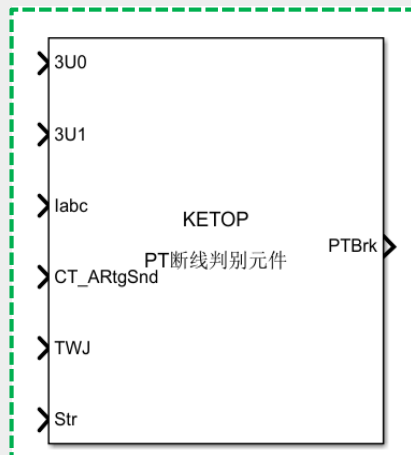 3U0
3U1
Iabc
KETOP
PTBrk
PT断线判别元件
CT_ARtgSnd
TWJ
Str